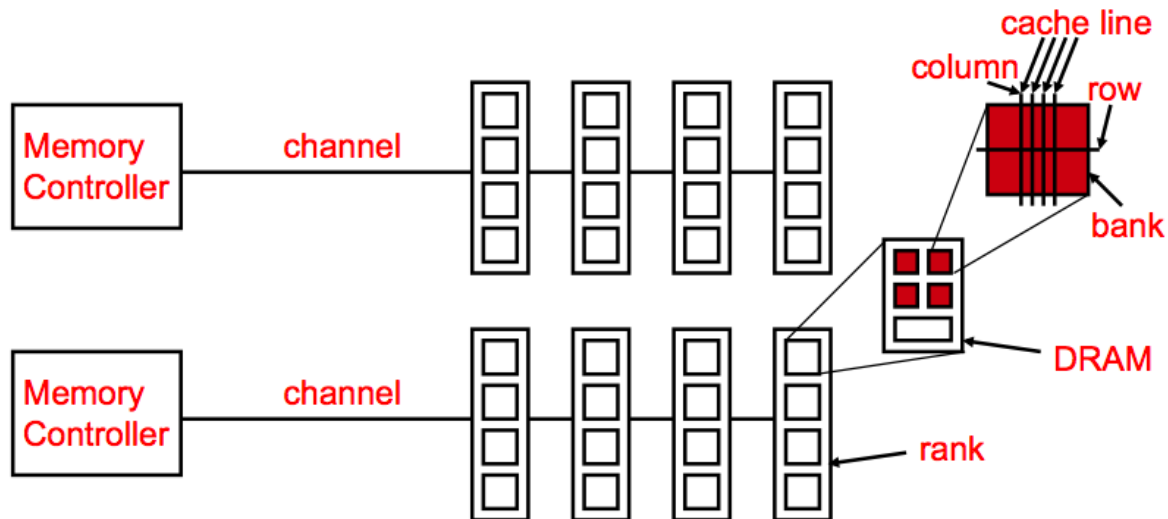 cache line
column
row
Memory
Controller
channel
bank
DRAM
Memory
Controller
channel
rank